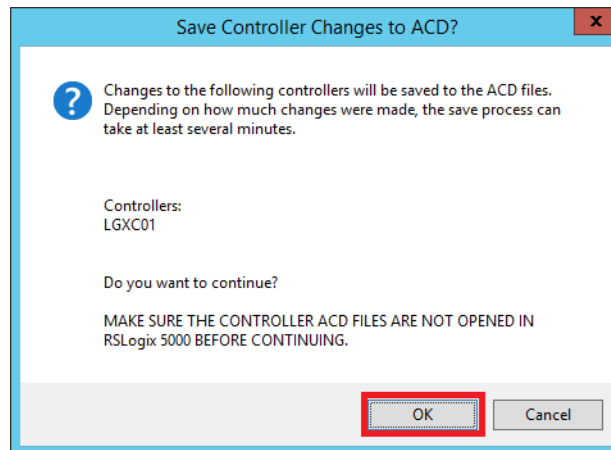 Save Controller Changes to ACD?
x
?
Changes to the following controllers will be saved to the ACD files.
Depending on how much changes were made, the save process can
take at least several minutes.
Controllers:
LGXC01
Do you want to continue?
MAKE SURE THE CONTROLLER ACD FILES ARE NOT OPENED IN
RSLogix 5000 BEFORE CONTINUING.
OK
Cancel